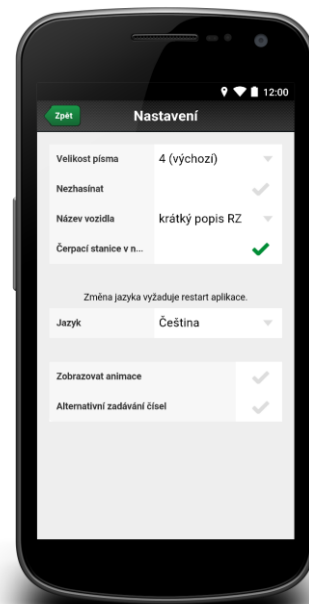 12:00
Zpět
Nastavení
Velikost písma 4 (výchozí)
Nezhasínat
Název vozidla krátký popis RZ
Čerpací stanice v n...
Změna jazyka vyžaduje restart aplikace.
Jazyk Čeština
Zobrazovat animace
Alternativní zadávání čísel